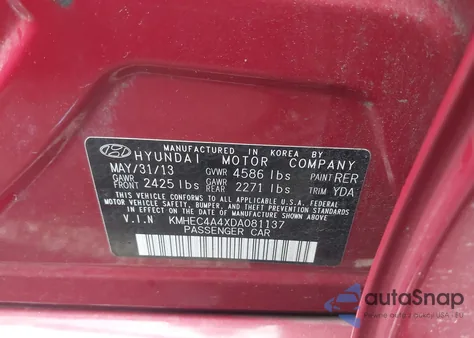 MANUFACTURED IN KOREA BY
HYUNDAI MOTOR COMPANY
MAY/31/13 GVWR 4586 lbs PAINT RER
GAWR FRONT 2425 lbs GAWR REAR 2271 lbs TRIM YDA
THIS VEHICLE CONFORMS TO ALL APPLICABLE U.S.A. FEDERAL
MOTOR VEHICLE SAFETY, BUMPER, AND THEFT PREVENTION
STANDARDS IN EFFECT ON THE DATE OF MANUFACTURE SHOWN ABOVE.
V.I.N KMHEC4A4XDA081137
PASSENGER CAR
autoSnap